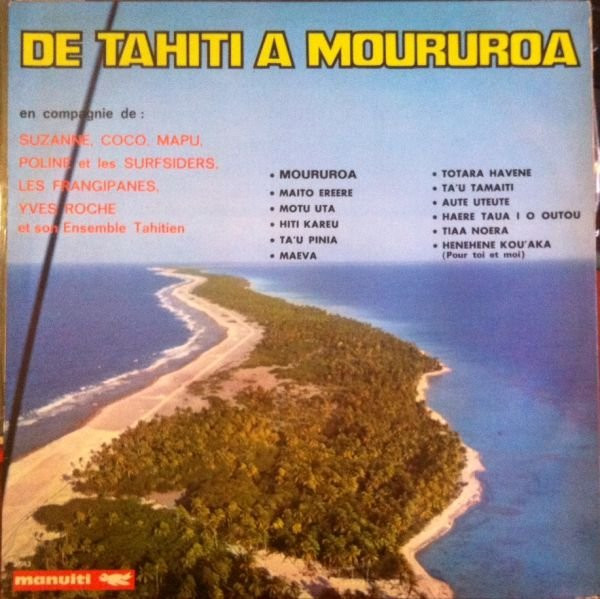 DE TAHITI A MOURUROA
en compagnie de :
SUZANNE, COCO, MAPU,
POLINE et les SURFSIDERS,
LES FRANGIPANES,
YVES ROCHE
et son Ensemble Tahitien
• MOURUROA
• MAITO EREERE
• MOTU UTA
• HITI KAREU
• TA'U PINIA
• MAEVA
• TOTARA HAVENE
• TA'U TAMAITI
• AUTE UTEUTE
• HAERE TAUA I O OUTOU
• TIAA NOERA
• HENEHENE KOU'AKA
(Pour toi et moi)
manuiti